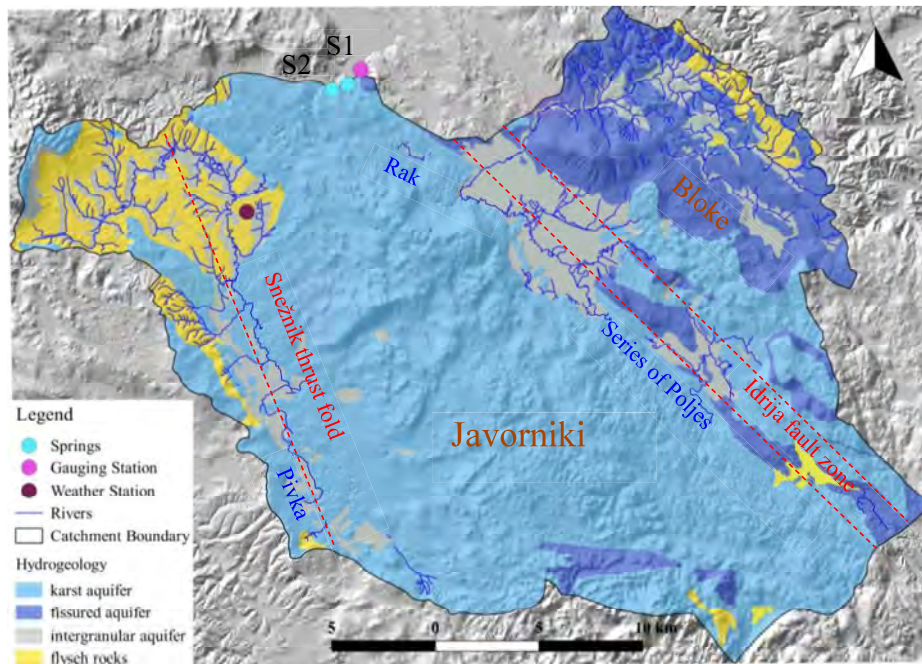 S1
S2
Rak
Bloke
Snežnik thrust fold
Series of Poljes
Idrija fault zone
Javorniki
Pivka
Legend
Springs
Gauging Station
Weather Station
Rivers
Catchment Boundary
Hydrogeology
karst aquifer
fissured aquifer
intergranular aquifer
flysch rocks
5 0 10 km